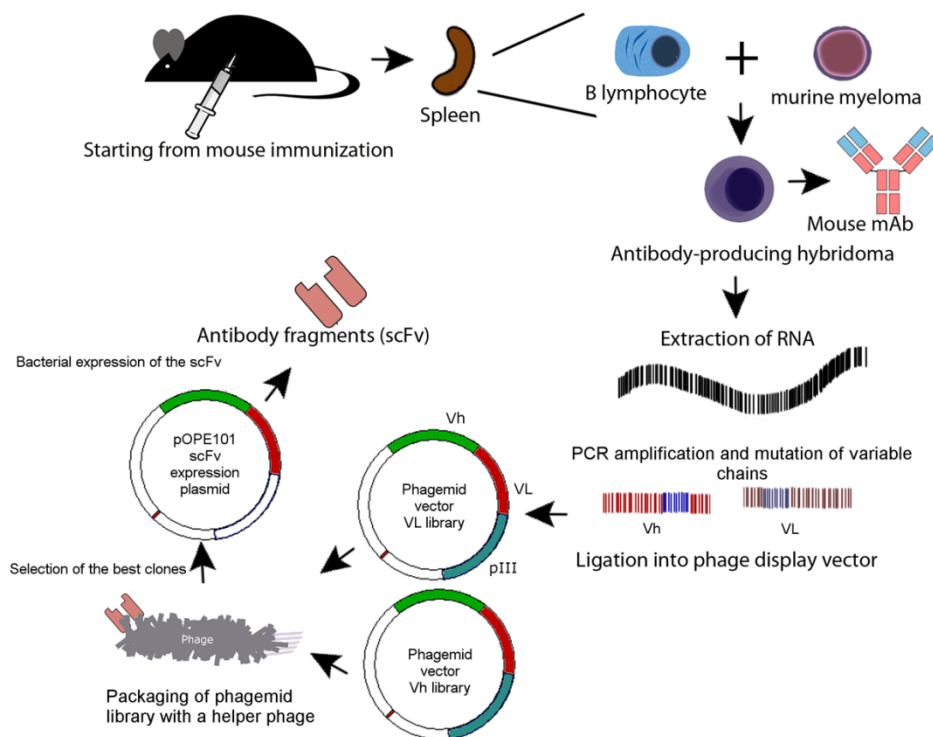 Starting from mouse immunization
Spleen
B lymphocyte
+
murine myeloma
Mouse mAb
Antibody-producing hybridoma
Extraction of RNA
PCR amplification and mutation of variable
chains
Vh
VL
Ligation into phage display vector
Vh
VL
pIII
Phagemid
vector
VL library
Phagemid
vector
Vh library
Phage
Packaging of phagemid
library with a helper phage
Selection of the best clones
pOPE101
scFv
expression
plasmid
Bacterial expression of the scFv
Antibody fragments (scFv)